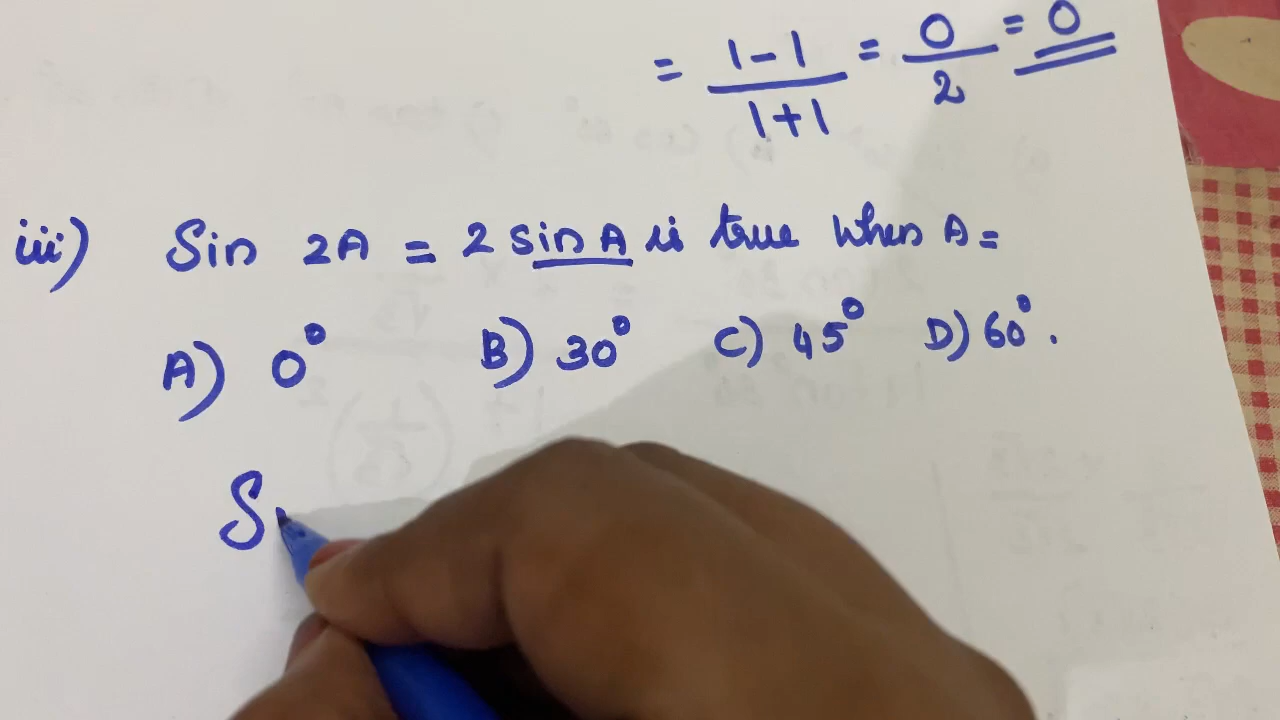 = 1-1/1+1 = 0/2 = 0
iii) Sin 2A = 2 sin A is true when A =
A) 0° B) 30° C) 45° D) 60°.
S